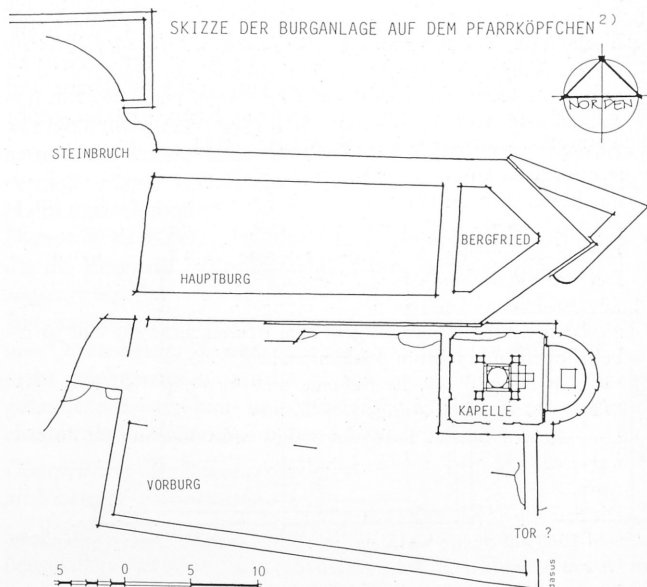 SKIZZE DER BURGANLAGE AUF DEM PFARRKÖPFCHEN 2)
NORDEN
STEINBRUCH
BERGFRIED
HAUPTBURG
KAPELLE
VORBURG
TOR ?
5 0 5 10